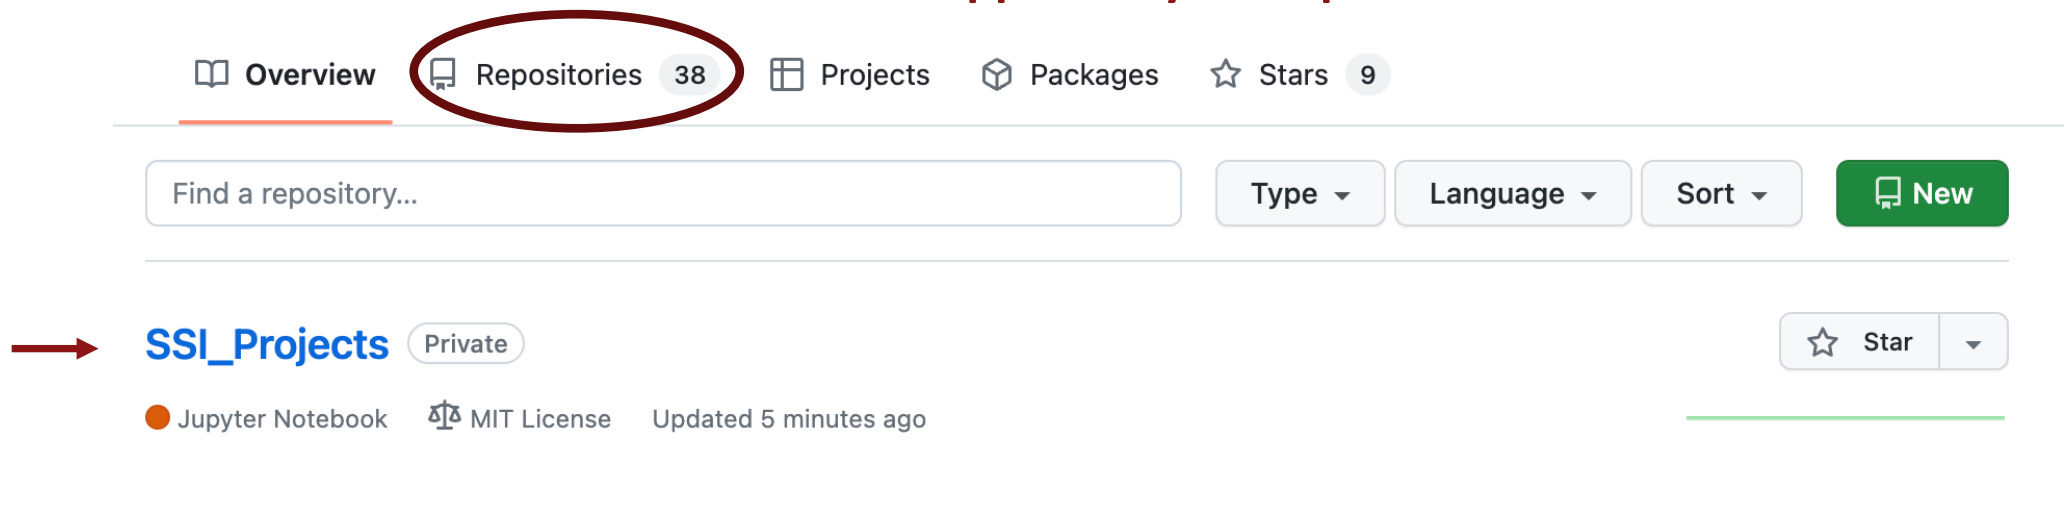 Overview Repositories 38 Projects Packages Stars 9
Find a repository... Type Language Sort New
SSI_Projects Private Star
Jupyter Notebook MIT License Updated 5 minutes ago